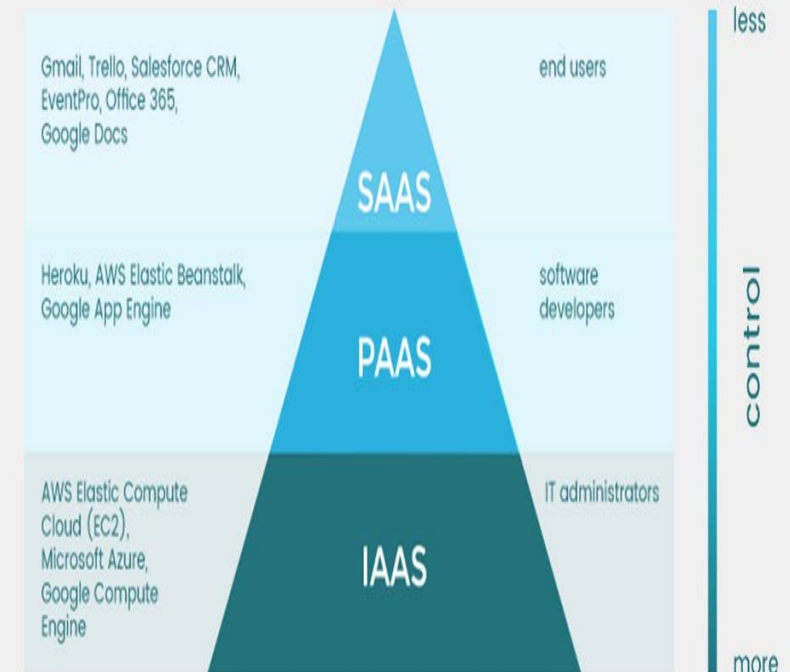 less
Gmail, Trello, Salesforce CRM,
EventPro, Office 365,
Google Docs
SAAS
end users
Heroku, AWS Elastic Beanstalk,
Google App Engine
PAAS
software
developers
control
AWS Elastic Compute
Cloud (EC2),
Microsoft Azure,
Google Compute
Engine
IAAS
IT administrators
more